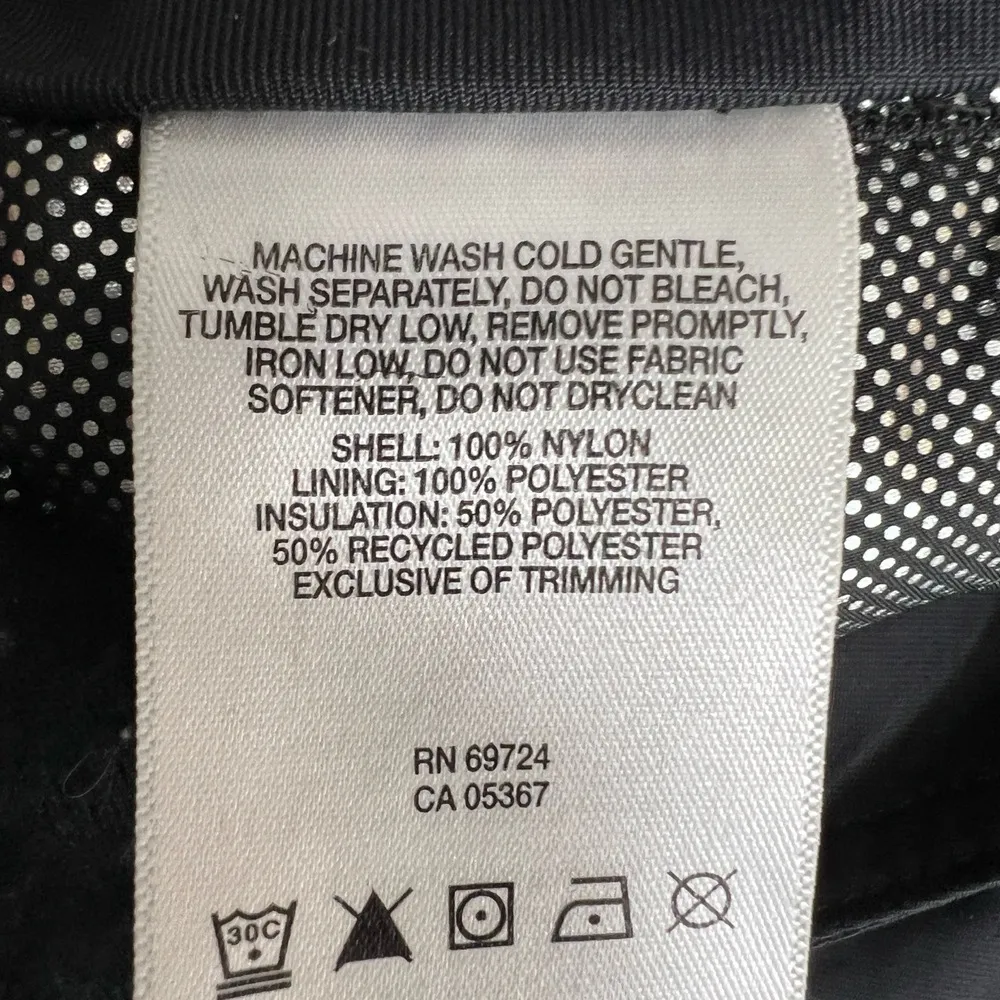 MACHINE WASH COLD GENTLE,
WASH SEPARATELY, DO NOT BLEACH,
TUMBLE DRY LOW, REMOVE PROMPTLY,
IRON LOW, DO NOT USE FABRIC
SOFTENER, DO NOT DRYCLEAN
SHELL: 100% NYLON
LINING: 100% POLYESTER
INSULATION: 50% POLYESTER,
50% RECYCLED POLYESTER
EXCLUSIVE OF TRIMMING
RN 69724
CA 05367
30C